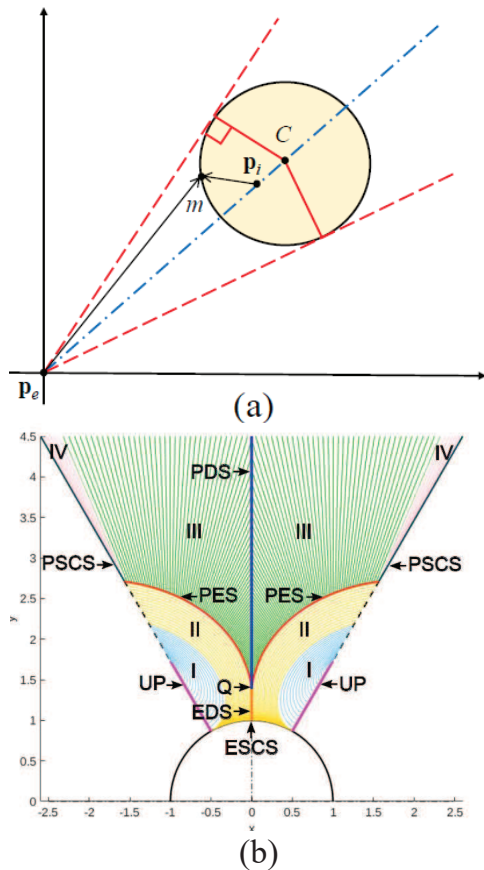 C
p_i
m
p_e
(a)
4.5
4
3.5
3
2.5
2
1.5
1
0.5
0
y
IV
IV
PDS
III
III
PSCS
PSCS
PES
PES
II
II
I
I
Q
UP
UP
EDS
ESCS
-2.5 -2 -1.5 -1 -0.5 0 0.5 1 1.5 2 2.5
x
(b)